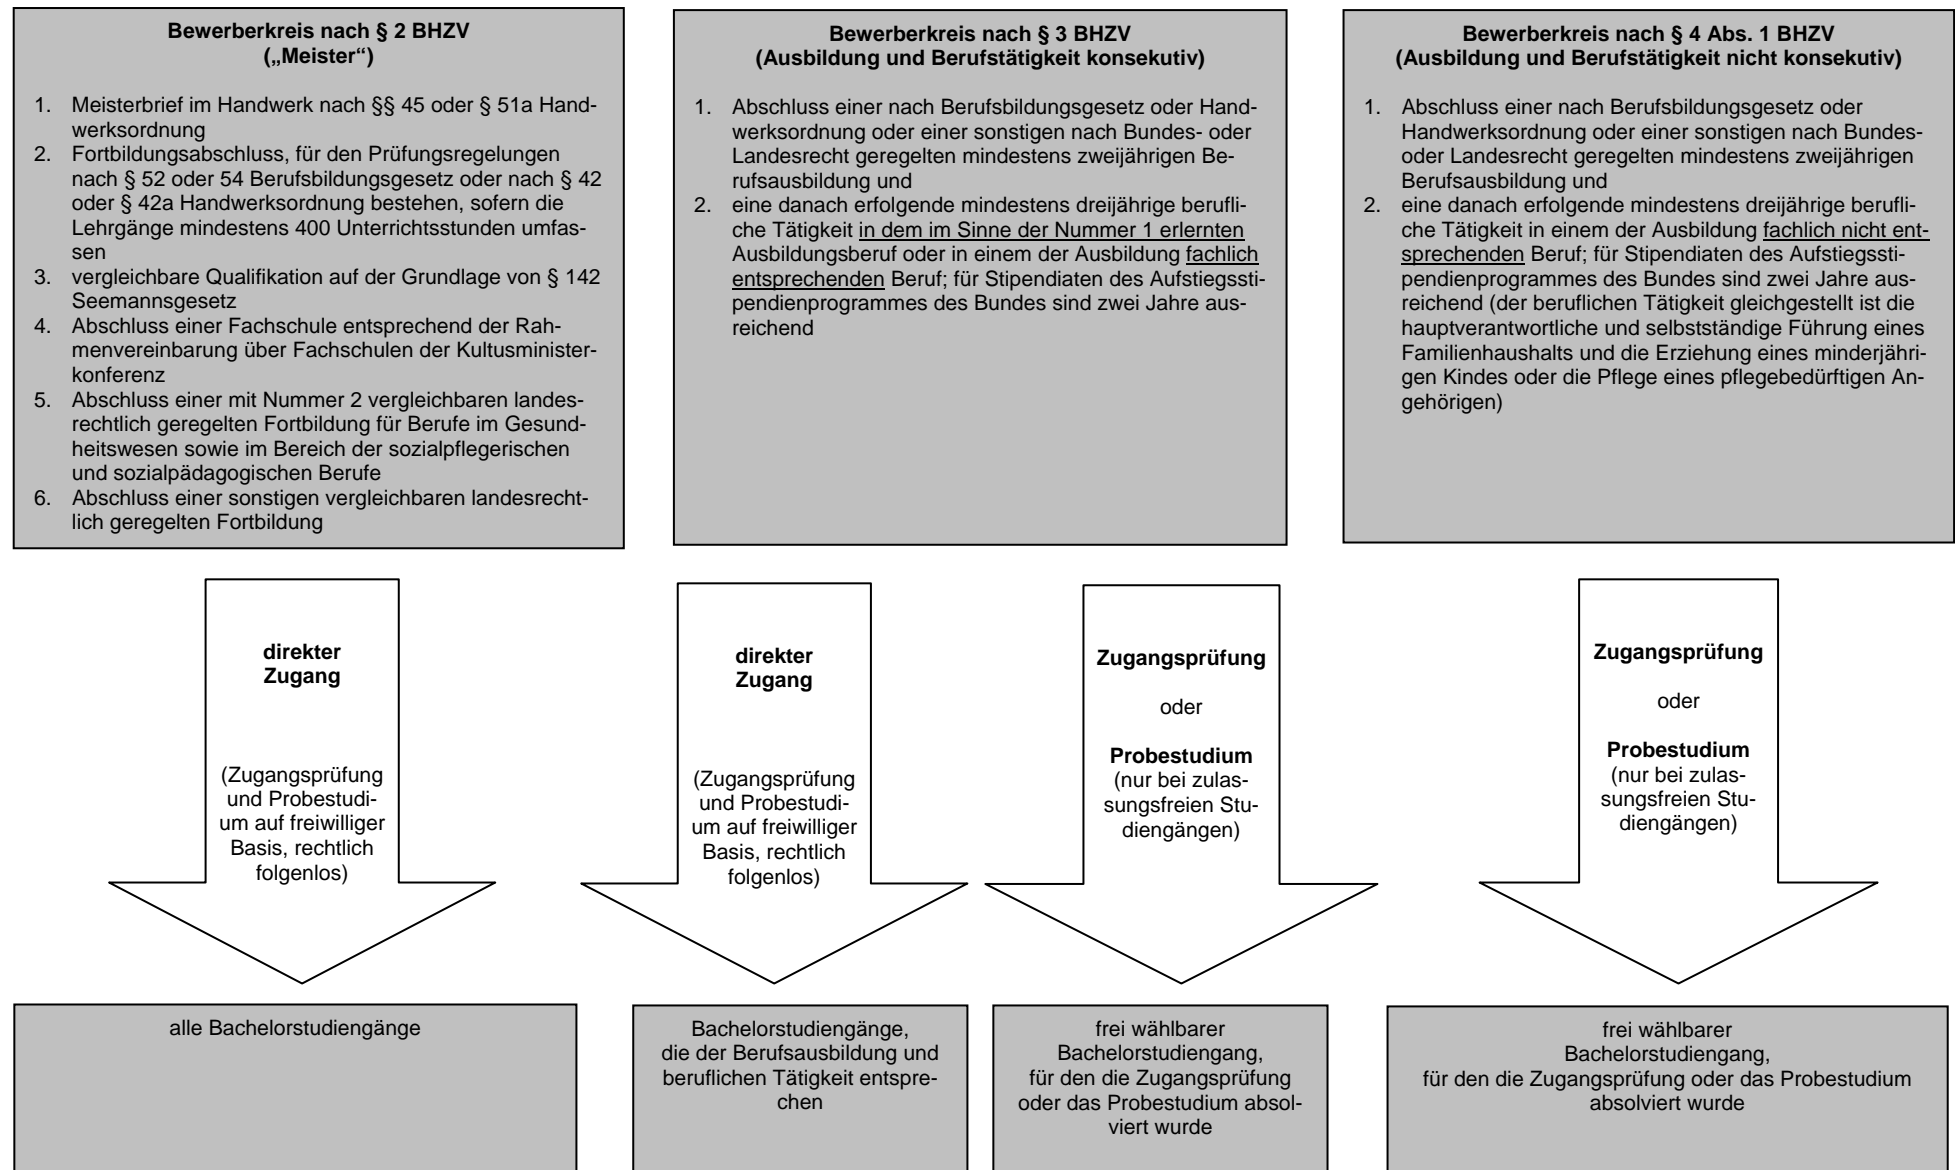 Bewerberkreis nach § 2 BHZV
(„Meister“)
1. Meisterbrief im Handwerk nach §§ 45 oder § 51a Hand-
werksordnung
2. Fortbildungsabschluss, für den Prüfungsregelungen
nach § 52 oder 54 Berufsbildungsgesetz oder nach § 42
oder § 42a Handwerksordnung bestehen, sofern die
Lehrgänge mindestens 400 Unterrichtsstunden umfas-
sen
3. vergleichbare Qualifikation auf der Grundlage von § 142
Seemannsgesetz
4. Abschluss einer Fachschule entsprechend der Rah-
menvereinbarung über Fachschulen der Kultusminister-
konferenz
5. Abschluss einer mit Nummer 2 vergleichbaren landes-
rechtlich geregelten Fortbildung für Berufe im Gesund-
heitswesen sowie im Bereich der sozialpflegerischen
und sozialpädagogischen Berufe
6. Abschluss einer sonstigen vergleichbaren landesrecht-
lich geregelten Fortbildung
Bewerberkreis nach § 3 BHZV
(Ausbildung und Berufstätigkeit konsekutiv)
1. Abschluss einer nach Berufsbildungsgesetz oder Hand-
werksordnung oder einer sonstigen nach Bundes- oder
Landesrecht geregelten mindestens zweijährigen Be-
rufsausbildung und
2. eine danach erfolgende mindestens dreijährige berufli-
che Tätigkeit in dem im Sinne der Nummer 1 erlernten
Ausbildungsberuf oder in einem der Ausbildung fachlich
entsprechenden Beruf; für Stipendiaten des Aufstiegssti-
pendienprogrammes des Bundes sind zwei Jahre aus-
reichend
Bewerberkreis nach § 4 Abs. 1 BHZV
(Ausbildung und Berufstätigkeit nicht konsekutiv)
1. Abschluss einer nach Berufsbildungsgesetz oder
Handwerksordnung oder einer sonstigen nach Bundes-
oder Landesrecht geregelten mindestens zweijährigen
Berufsausbildung und
2. eine danach erfolgende mindestens dreijährige berufli-
che Tätigkeit in einem der Ausbildung fachlich nicht ent-
sprechenden Beruf; für Stipendiaten des Aufstiegssti-
pendienprogrammes des Bundes sind zwei Jahre aus-
reichend (der beruflichen Tätigkeit gleichgestellt ist die
hauptverantwortliche und selbstständige Führung eines
Familienhaushalts und die Erziehung eines minderjähri-
gen Kindes oder die Pflege eines pflegebedürftigen An-
gehörigen)
direkter
Zugang
(Zugangsprüfung
und Probestudi-
um auf freiwilliger
Basis, rechtlich
folgenlos)
direkter
Zugang
(Zugangsprüfung
und Probestudi-
um auf freiwilliger
Basis, rechtlich
folgenlos)
Zugangsprüfung
oder
Probestudium
(nur bei zulas-
sungsfreien Stu-
diengängen)
Zugangsprüfung
oder
Probestudium
(nur bei zulas-
sungsfreien Stu-
diengängen)
alle Bachelorstudiengänge
Bachelorstudiengänge,
die der Berufsausbildung und
beruflichen Tätigkeit entspre-
chen
frei wählbarer
Bachelorstudiengang,
für den die Zugangsprüfung
oder das Probestudium absol-
viert wurde
frei wählbarer
Bachelorstudiengang,
für den die Zugangsprüfung oder das Probestudium
absolviert wurde